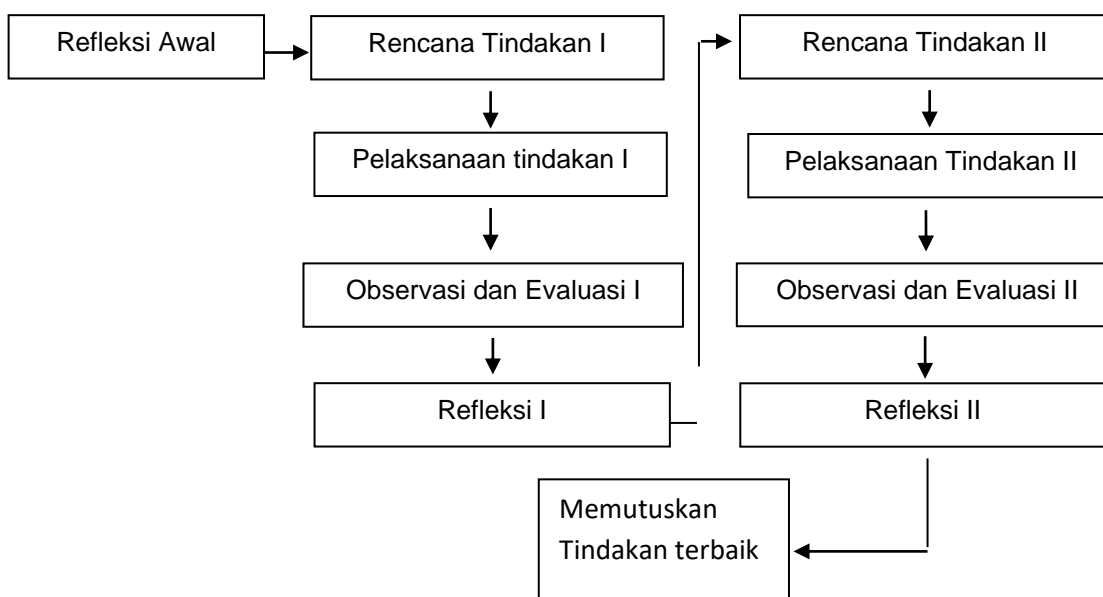 Refleksi Awal
Rencana Tindakan I
Pelaksanaan tindakan I
Observasi dan Evaluasi I
Refleksi I
Rencana Tindakan II
Pelaksanaan Tindakan II
Observasi dan Evaluasi II
Refleksi II
Memutuskan
Tindakan terbaik